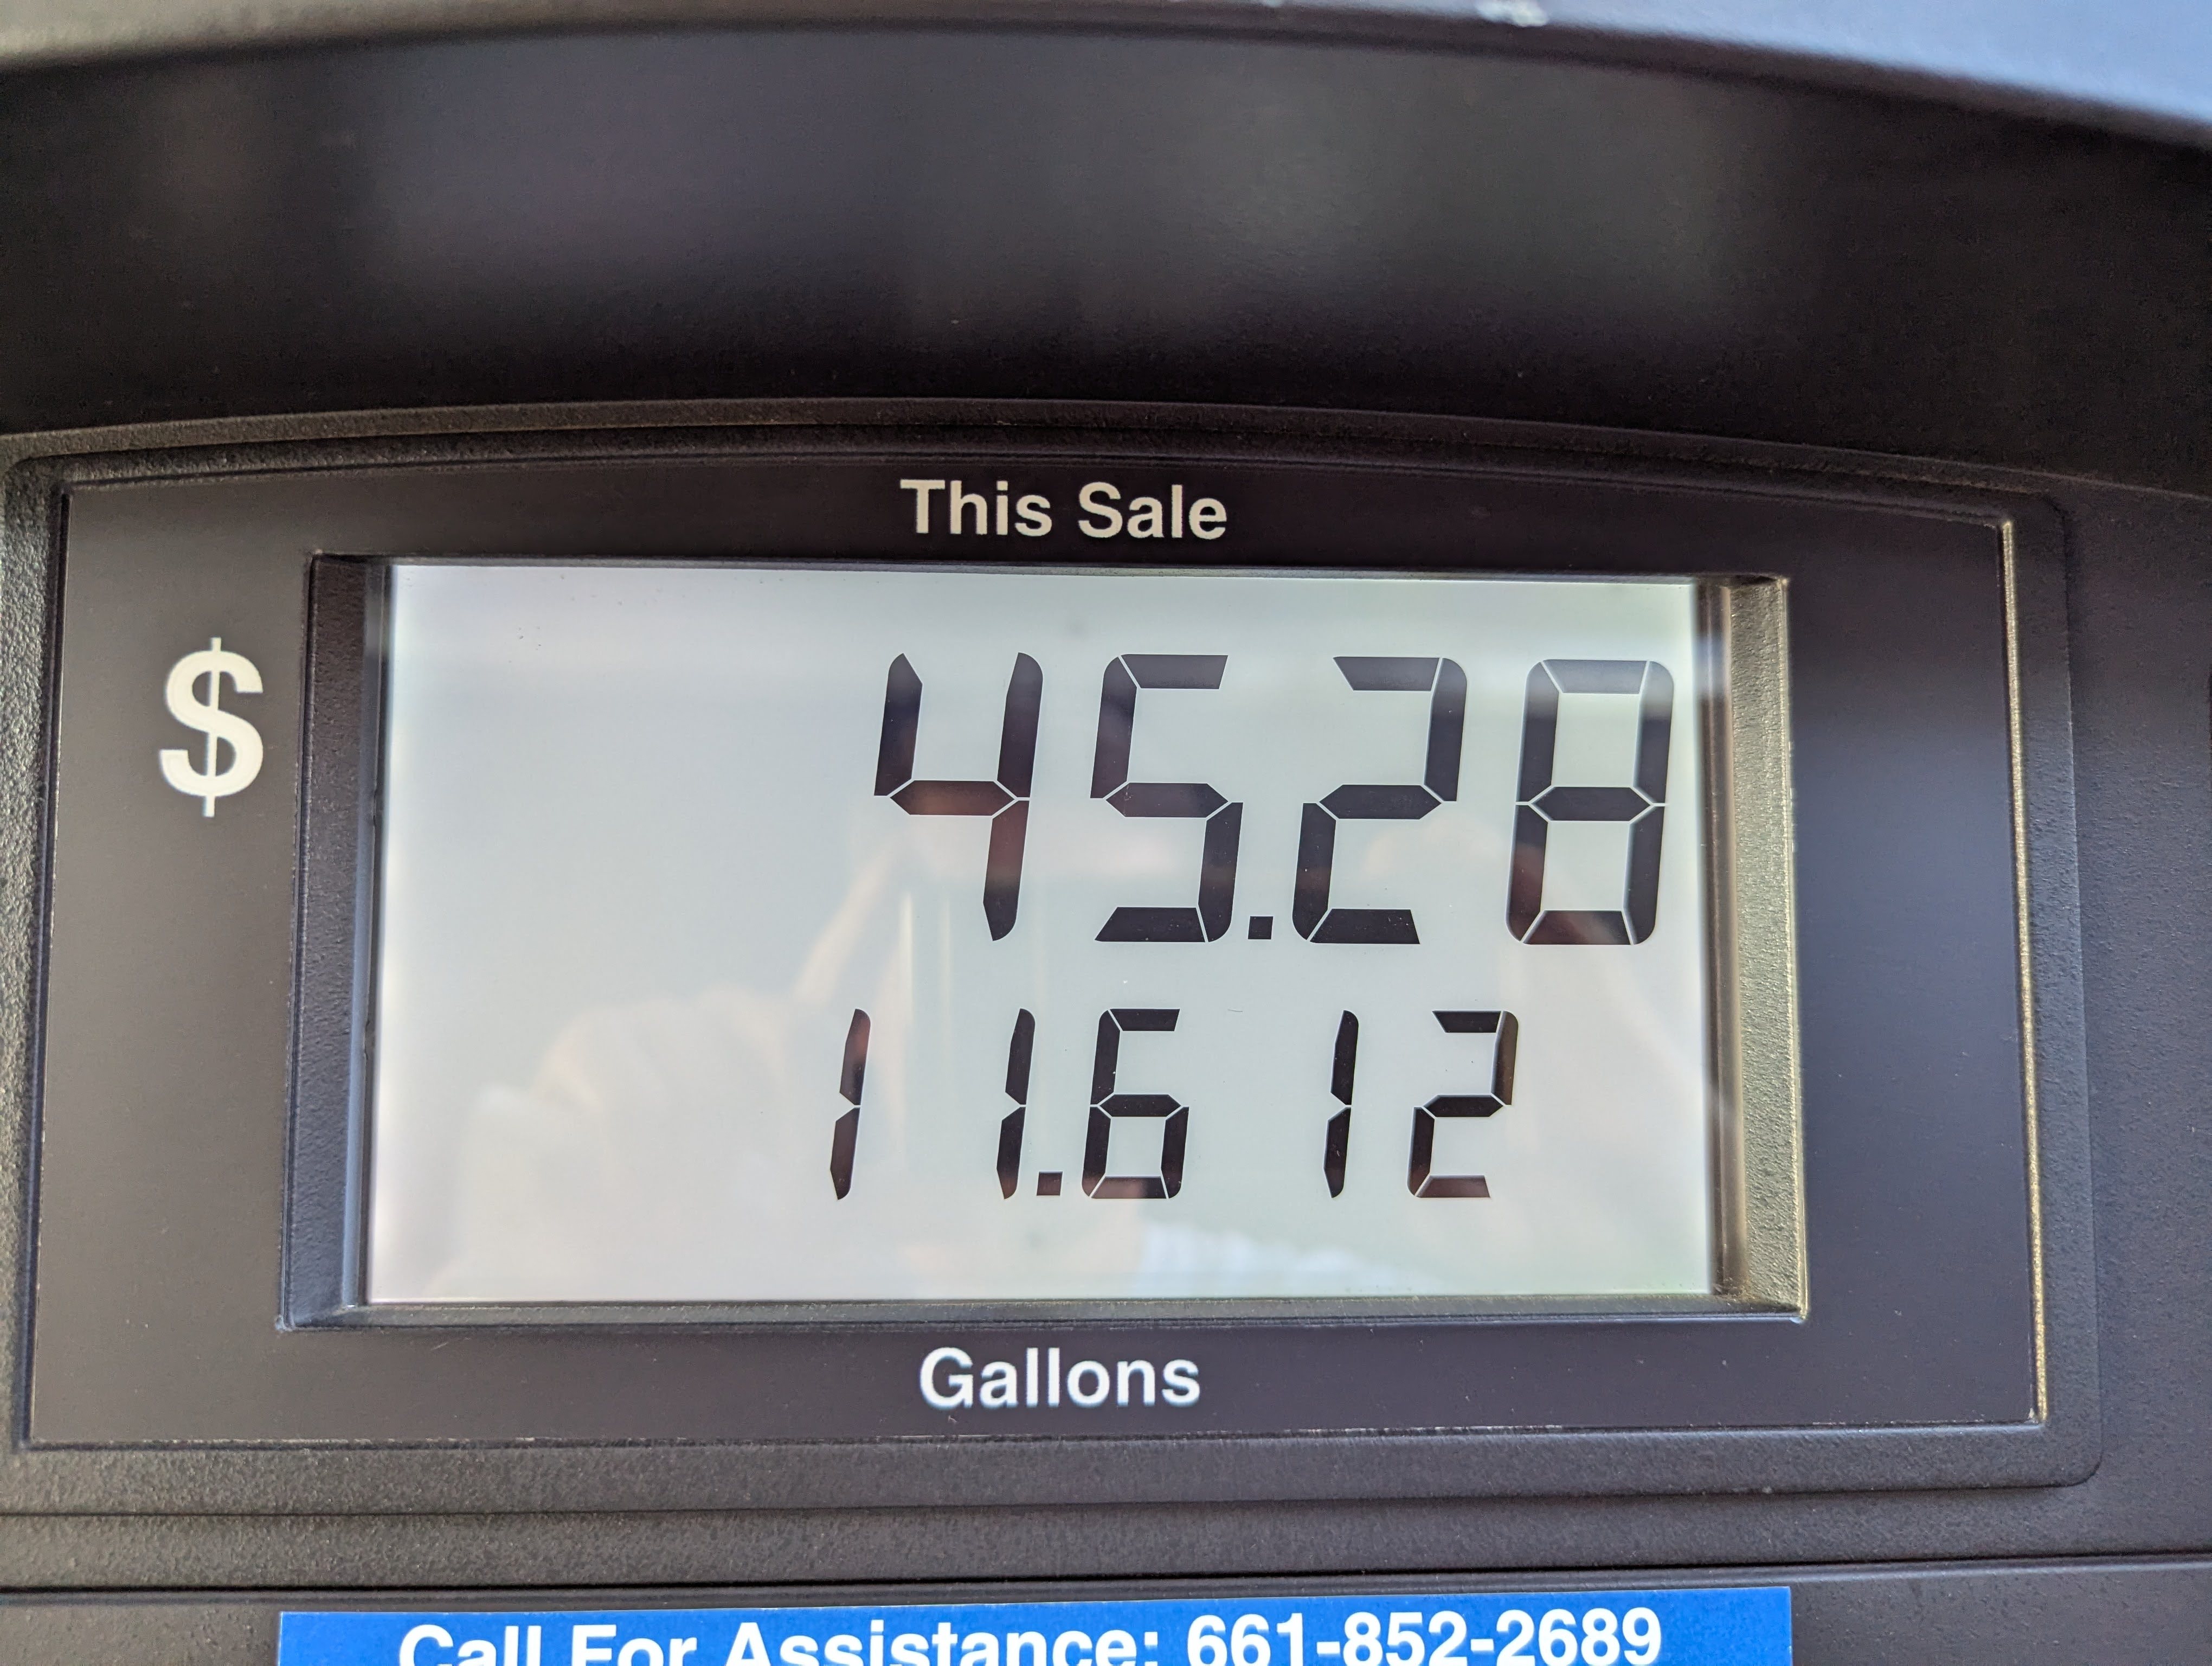 This Sale
$ 45.28
11.612
Gallons
Call For Assistance: 661-852-2689